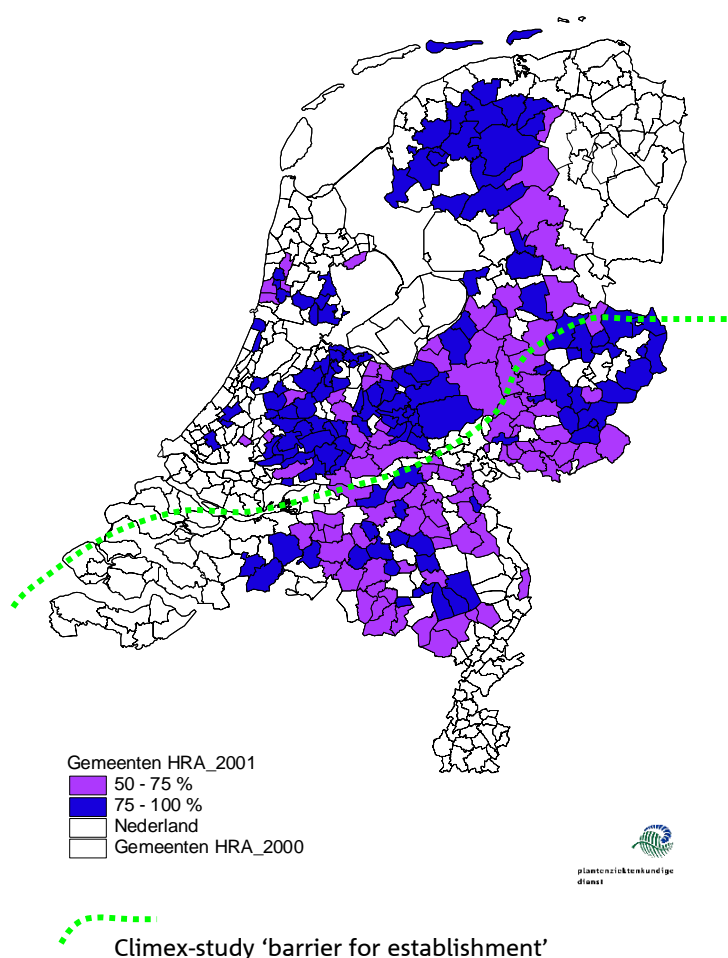 Gemeenten HRA_2001
50 - 75 %
75 - 100 %
Nederland
Gemeenten HRA_2000
plantenziektenkundige
dienst
Climex-study ‘barrier for establishment’